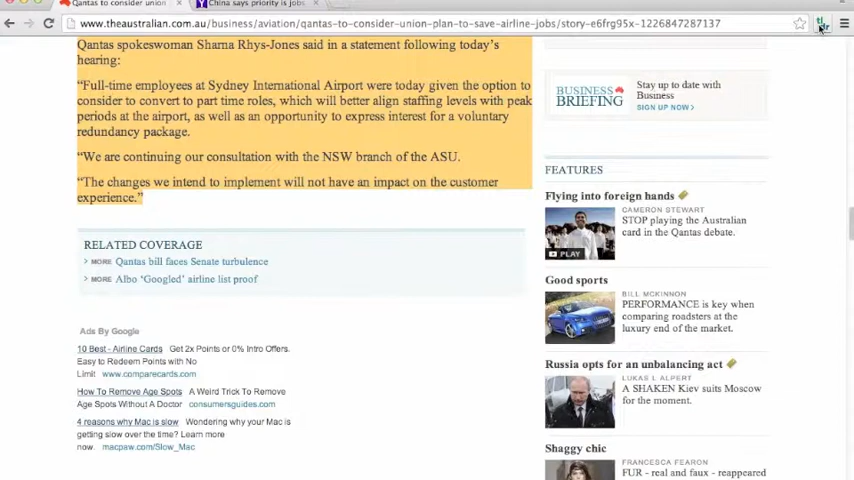 Qantas to consider union
China says priority is jobs
www.theaustralian.com.au/business/aviation/qantas-to-consider-union-plan-to-save-airline-jobs/story-e6frg95x-1226847287137
Qantas spokeswoman Sharna Rhys-Jones said in a statement following today's
hearing:
“Full-time employees at Sydney International Airport were today given the option to
consider to convert to part time roles, which will better align staffing levels with peak
periods at the airport, as well as an opportunity to express interest for a voluntary
redundancy package.
“We are continuing our consultation with the NSW branch of the ASU.
“The changes we intend to implement will not have an impact on the customer
experience.”
RELATED COVERAGE
MORE Qantas bill faces Senate turbulence
MORE Albo ‘Googled’ airline list proof
Ads By Google
10 Best - Airline Cards Get 2x Points or 0% Intro Offers.
Easy to Redeem Points with No
Limit www.comparecards.com
How To Remove Age Spots A Weird Trick To Remove
Age Spots Without A Doctor consumersguides.com
4 reasons why Mac is slow Wondering why your Mac is
getting slow over the time? Learn more
now. macpaw.com/Slow_Mac
BUSINESS
BRIEFING
Stay up to date with
Business
SIGN UP NOW >
FEATURES
Flying into foreign hands
CAMERON STEWART
STOP playing the Australian
card in the Qantas debate.
PLAY
Good sports
BILL MCKINNON
PERFORMANCE is key when
comparing roadsters at the
luxury end of the market.
Russia opts for an unbalancing act
LUKAS I. ALPERT
A SHAKEN Kiev suits Moscow
for the moment.
Shaggy chic
FRANCESCA FEARON
FUR - real and faux - reappeared